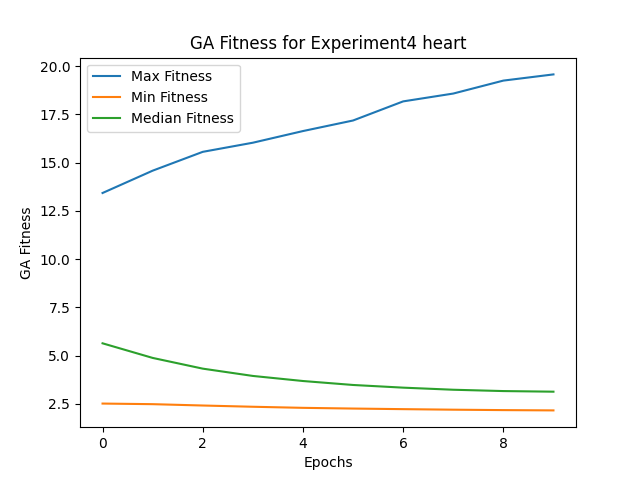 GA Fitness for Experiment4 heart
Max Fitness
Min Fitness
Median Fitness
GA Fitness
20.0
17.5
15.0
12.5
10.0
7.5
5.0
2.5
0 2 4 6 8
Epochs